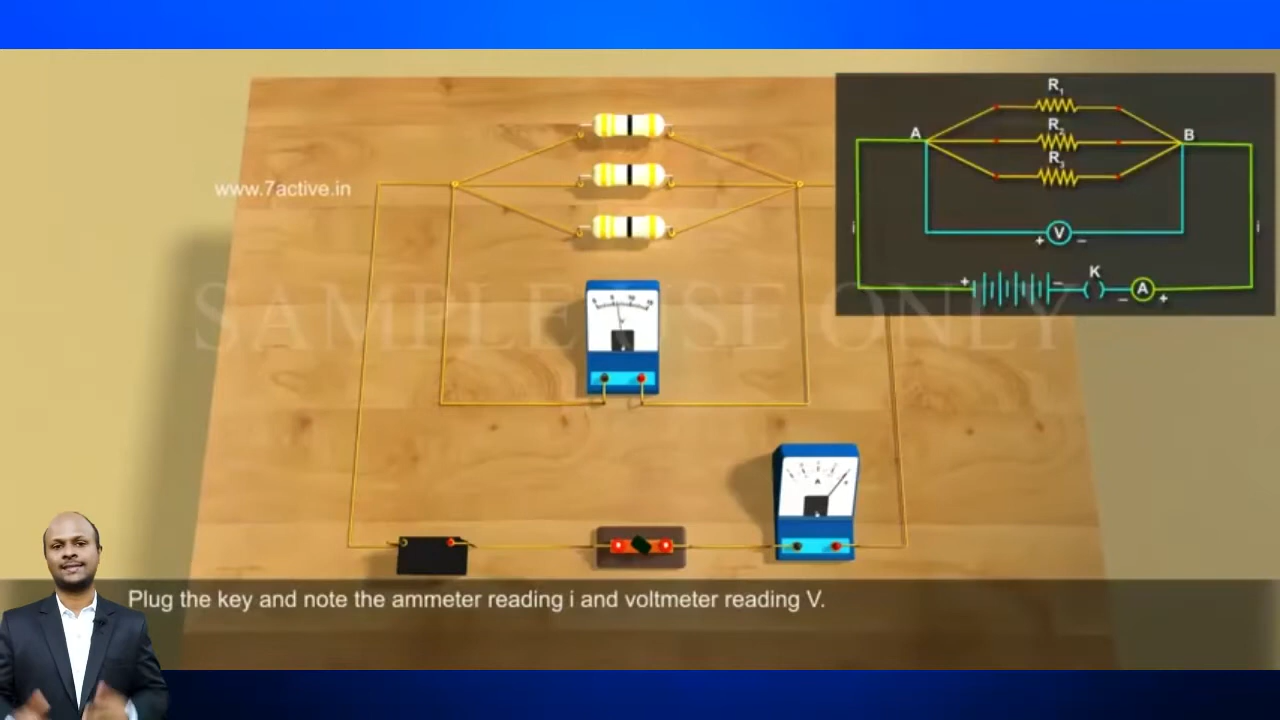 R1
R2
A
B
R3
www.7active.in
i
i
V
+
−
SAMPLE USE ONLY
+
−
K
A
−
+
A
Plug the key and note the ammeter reading i and voltmeter reading V.